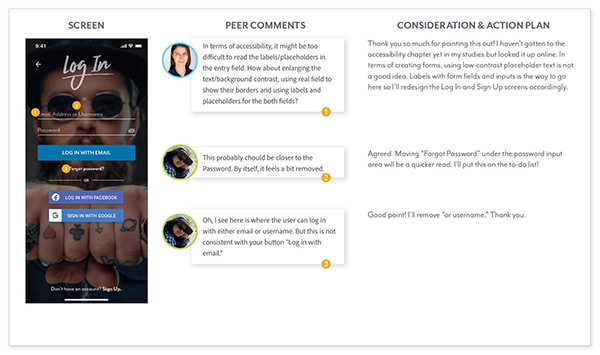 SCREEN
PEER COMMENTS
CONSIDERATION & ACTION PLAN
9:41
Log In
3
1
mail Address or Username
Password
LOG IN WITH EMAIL
2
Forgot password?
OR
LOG IN WITH FACEBOOK
SIGN IN WITH GOOGLE
Don't have an account? Sign Up.
In terms of accessibility, it might be too
difficult to read the labels/placeholders in
the entry field. How about enlarging the
text/background contrast, using real field to
show their borders and using labels and
placeholders for the both fields?
1
Thank you so much for pointing this out! I haven't gotten to the
accessibility chapter yet in my studies but looked it up online. In
terms of creating forms, using low-contrast placeholder text is not
a good idea. Labels with form fields and inputs is the way to go
here so I'll redesign the Log In and Sign Up screens accordingly.
This probably chould be closer to the
Password. By itself, it feels a bit removed.
2
Agreed. Moving "Forgot Password" under the password input
area will be a quicker read. I'll put this on the to-do list!
Oh, I see here is where the user can log in
with either email or username. But this is not
consistent with your button "Log in with
email."
3
Good point! I'll remove "or username." Thank you.